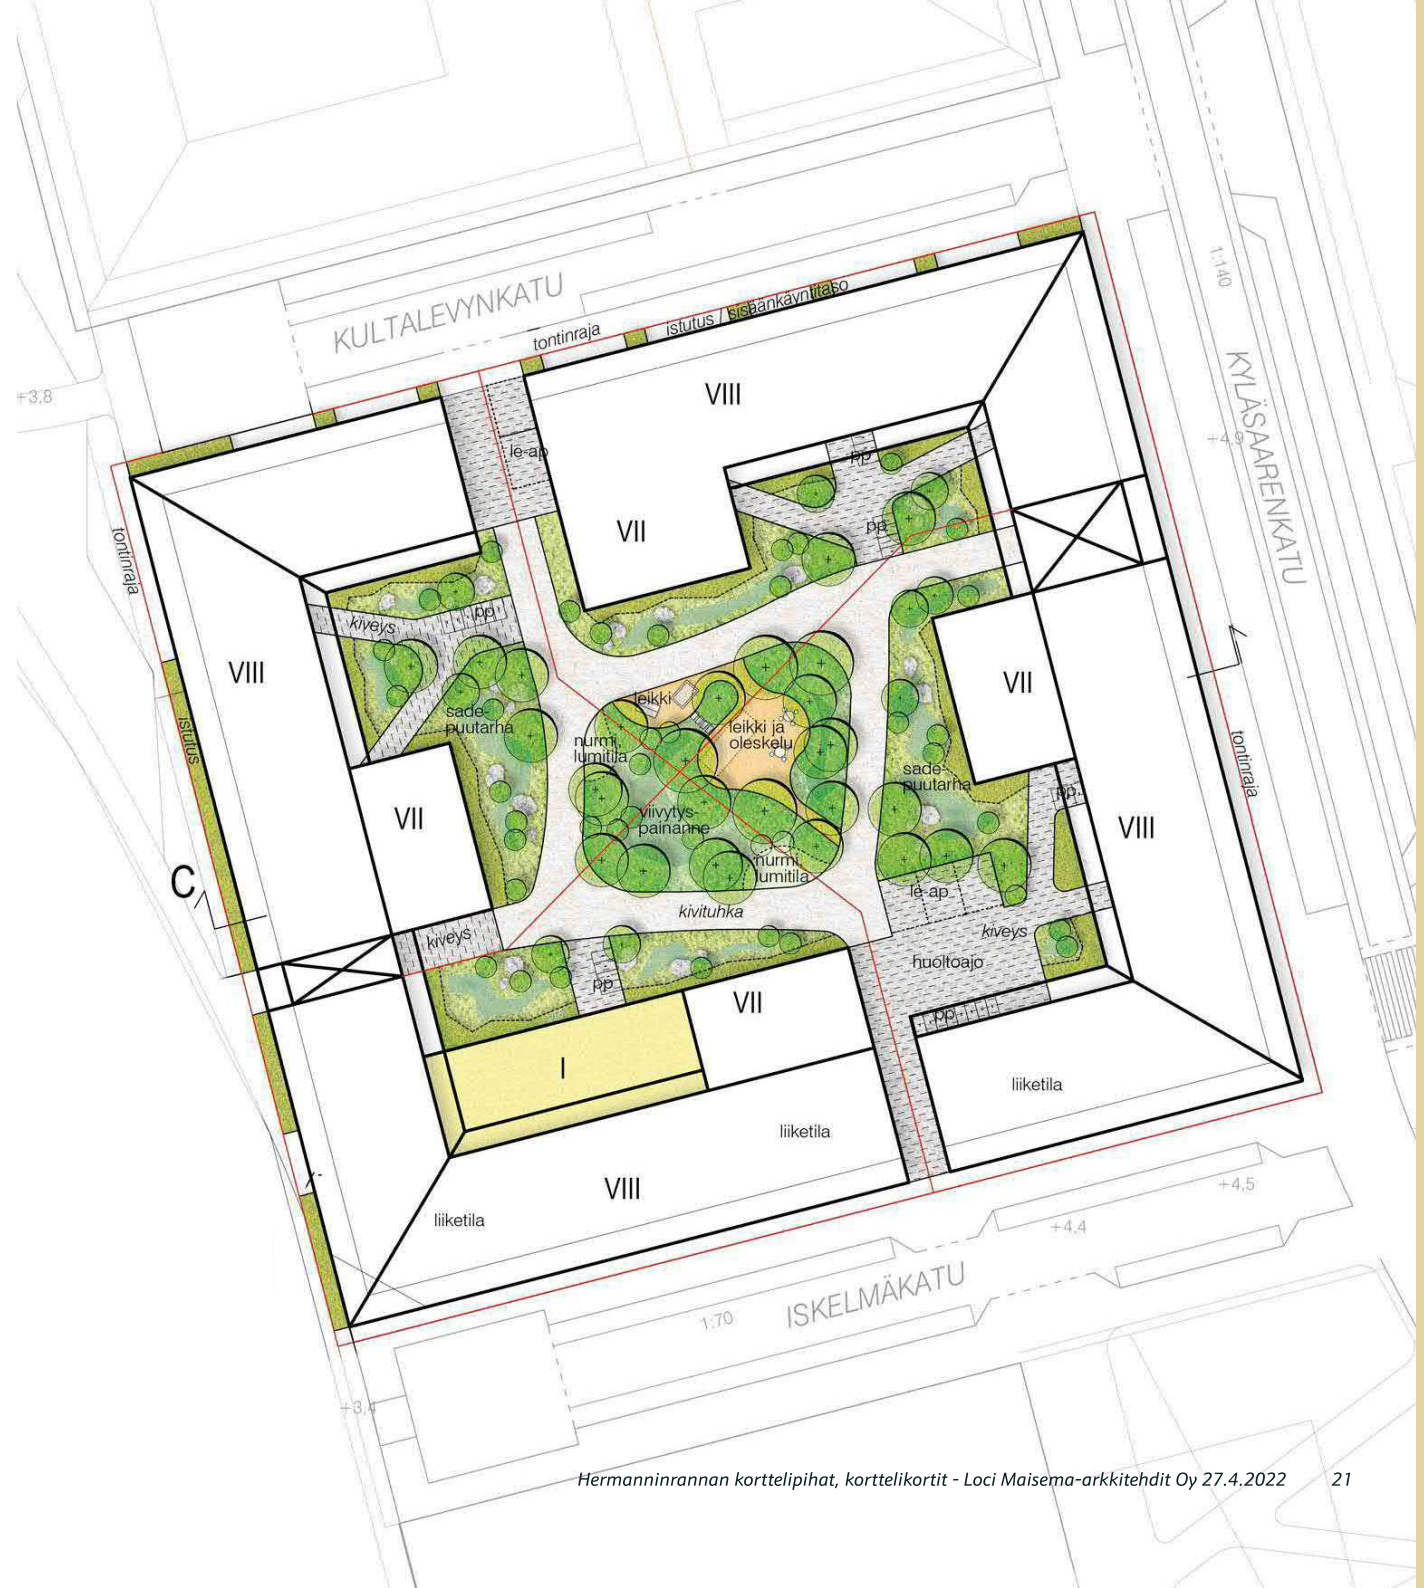 1:140
KULTALEVYNKATU
istutus / sisäänkäyntitaso
tontinraja
+3,8
KYLÄSAARENKATU
+4,9
VIII
le-ap
pp
VII
pp
tontinraja
kiveys
pp
VIII
VII
leikki
sade-
puutarha
leikki ja
oleskelu
nurmi
lumitila
istutus
tontinraja
sade-
puutarha
pp
VII
viivytys-
painanne
VIII
nurmi
lumitila
C
le-ap
kivituhka
kiveys
kiveys
huoltoajo
pp
VII
pp
I
liiketila
liiketila
VIII
liiketila
+4,5
+4,4
ISKELMÄKATU
1:70
+3,4
Hermanninrannan korttelipihat, korttelikortit - Loci Maisema-arkkitehdit Oy 27.4.2022 21